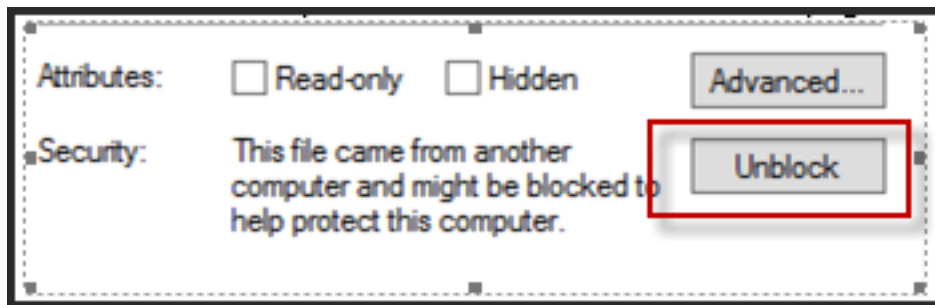 Attributes: Read-only Hidden Advanced...
Security: This file came from another Unblock
computer and might be blocked to
help protect this computer.